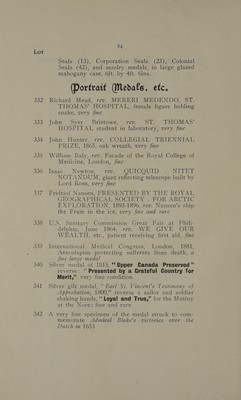 94
Lot
Seals (13), Corporation Seals (23), Colonial
Seals (42), and sundry medals, in large glazed
mahogany case, 6ft. by 4ft. 6ins.
Portrait Medals, etc.
332 Richard Mead, rev. MERERI MEDENDO, ST.
THOMAS' HOSPITAL, female figure holding
snake, very fine
333 John Syer Bristowe, rev. ST. THOMAS'
HOSPITAL student in laboratory, very fine
334 John Hunter, rev. COLLEGIAL TRIENNIAL
PRIZE, 1865, oak wreath, very fine
335 William Baly, rev. Facade of the Royal College of
Medicine, London, fine
336 Isaac Newton, rev. QUICQUID . NTET
NOTANDUM, giant reflecting telescope built by
Lord Ross, very fine
337 Fridtiof Nansen, PRESENTED BY THE ROYAL
GEOGRAPHICAL SOCIETY . FOR ARCTIC
EXPLORATION, 1893-1896, rev. Nansen's ship
the Fram in the ice, very fine and rare
338 U.S. Sanitary Commission Great Fair at Phil-
delphia, June 1864, rev. WE GIVE OUR
WEALTH, etc., patient receiving first aid, fine
339 International Medical Congress, London, 1881,
Aesculapius protecting sufferers from death, a
fine large medal
340 Silver medal of 1815, "Upper Canada Preserved"
reverse: "Presented by a Grateful Country for
Merit," very fine condition
341 Silver gilt medal, "Earl St. Vincent's Testimony of
Approbation, 1800," reverse a sailor and soldier
shaking hands, "Loyal and True," for the Mutiny
at the Nore; fine and rare
342 A very fine specimen of the medal struck to com-
memorate Admiral Blake's victories over the
Dutch in 1653